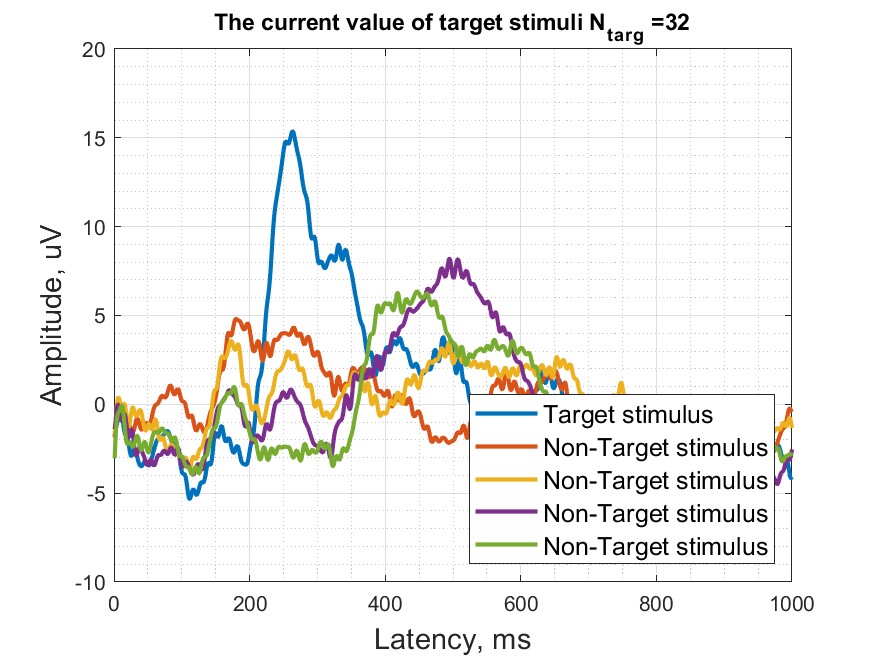 The current value of target stimuli N_targ =32
20
15
10
5
0
-5
-10
Amplitude, uV
Target stimulus
Non-Target stimulus
Non-Target stimulus
Non-Target stimulus
Non-Target stimulus
0 200 400 600 800 1000
Latency, ms